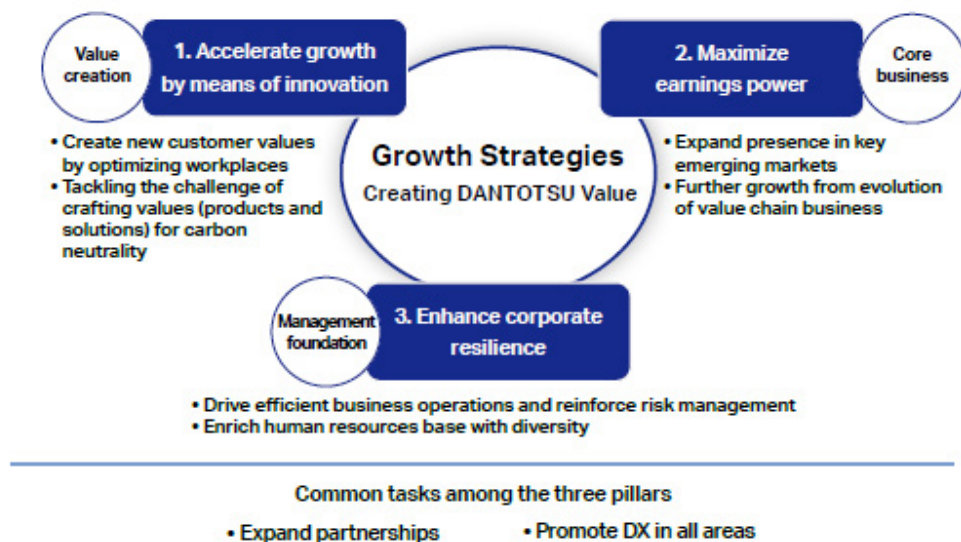 Value
creation
1. Accelerate growth
by means of innovation
2. Maximize
earnings power
Core
business
• Create new customer values
by optimizing workplaces
• Tackling the challenge of
crafting values (products and
solutions) for carbon
neutrality
Growth Strategies
Creating DANTOTSU Value
• Expand presence in key
emerging markets
• Further growth from evolution
of value chain business
Management
foundation
3. Enhance corporate
resilience
• Drive efficient business operations and reinforce risk management
• Enrich human resources base with diversity
Common tasks among the three pillars
• Expand partnerships
• Promote DX in all areas